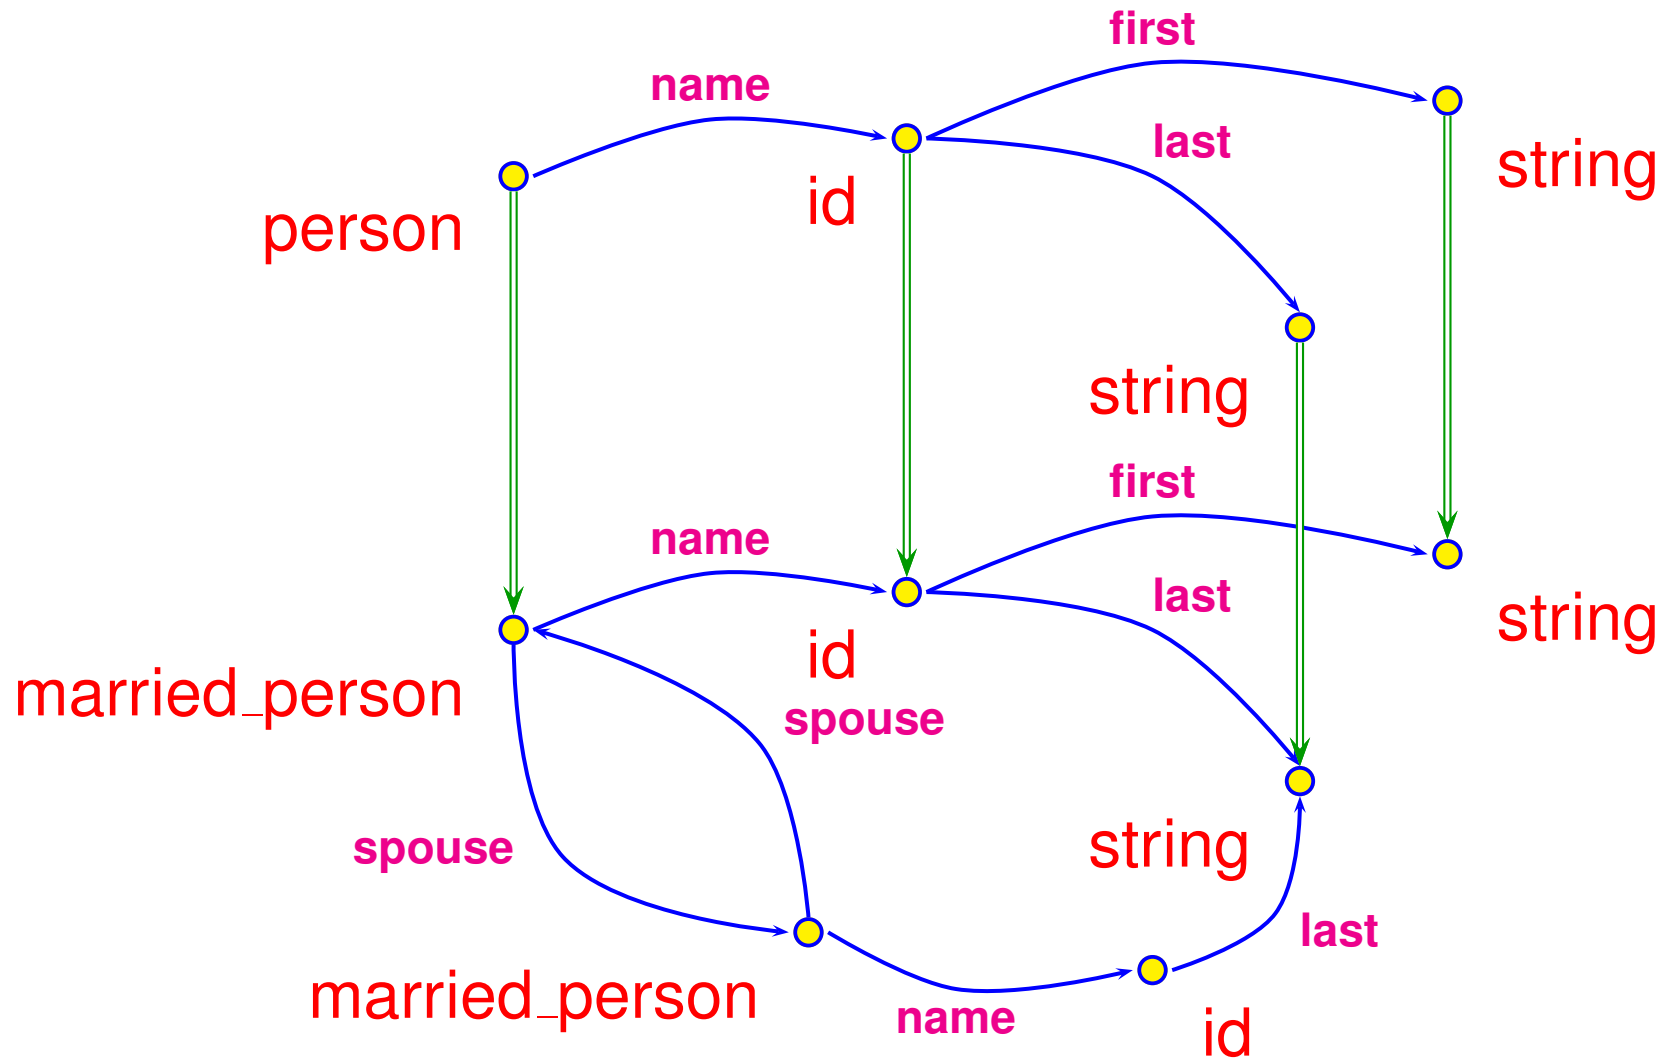 first
name
last
string
id
person
string
first
name
last
string
id
married_person
spouse
string
spouse
last
married_person
name
id